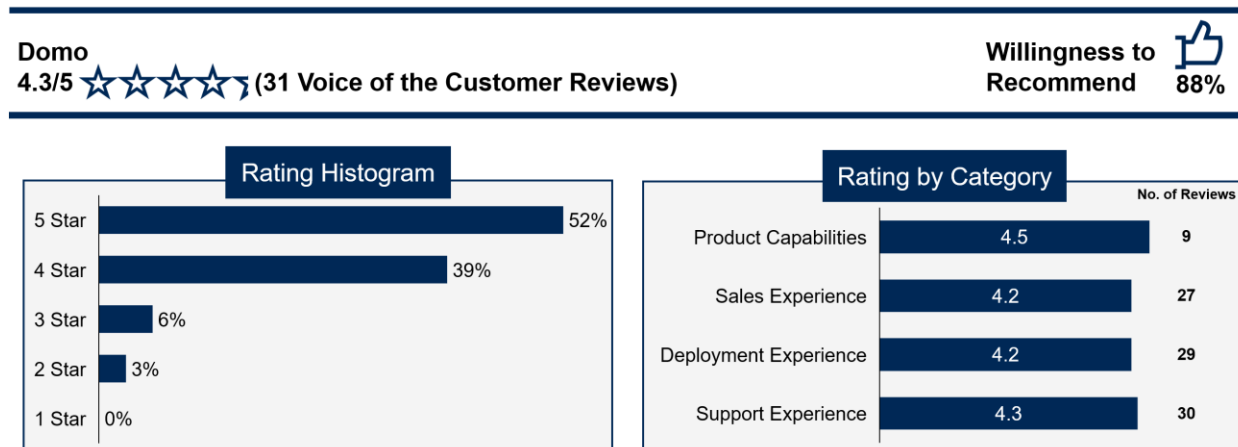 Domo
4.3/5 (31 Voice of the Customer Reviews)
Willingness to
Recommend
88%
Rating Histogram
5 Star 52%
4 Star 39%
3 Star 6%
2 Star 3%
1 Star 0%
Rating by Category
No. of Reviews
Product Capabilities 4.5 9
Sales Experience 4.2 27
Deployment Experience 4.2 29
Support Experience 4.3 30